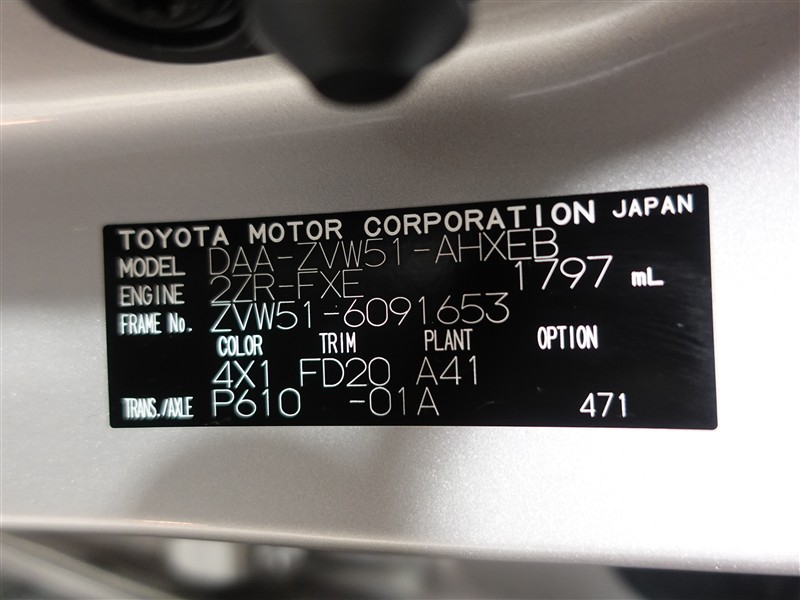 TOYOTA MOTOR CORPORATION JAPAN
MODEL DAA-ZVW51-AHXEB
ENGINE 2ZR-FXE 1797 mL
FRAME No. ZVW51-6091653
COLOR TRIM PLANT OPTION
4X1 FD20 A41
TRANS./AXLE P610 -01A 471